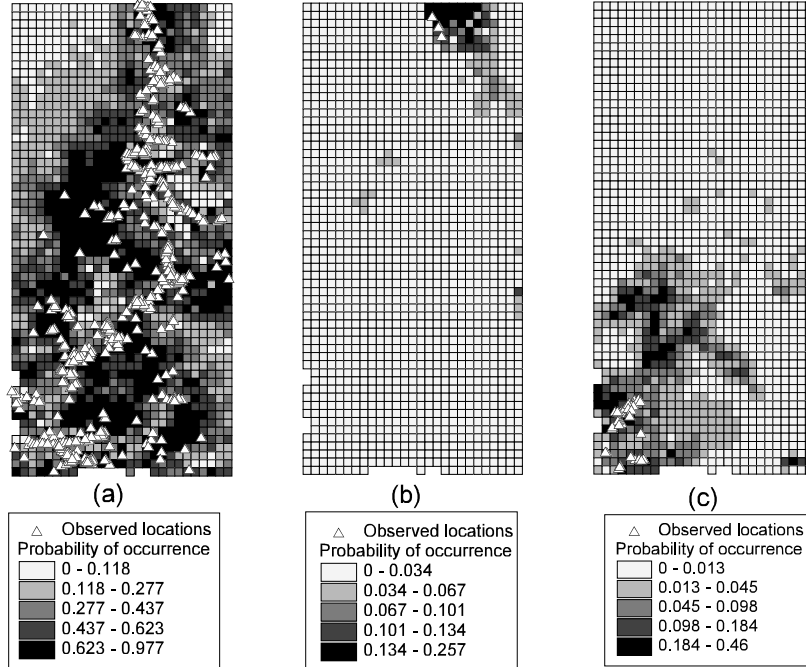 (a)
(b)
(c)
Observed locations
Probability of occurrence
0 - 0.118
0.118 - 0.277
0.277 - 0.437
0.437 - 0.623
0.623 - 0.977
Observed locations
Probability of occurrence
0 - 0.034
0.034 - 0.067
0.067 - 0.101
0.101 - 0.134
0.134 - 0.257
Observed locations
Probability of occurrence
0 - 0.013
0.013 - 0.045
0.045 - 0.098
0.098 - 0.184
0.184 - 0.46